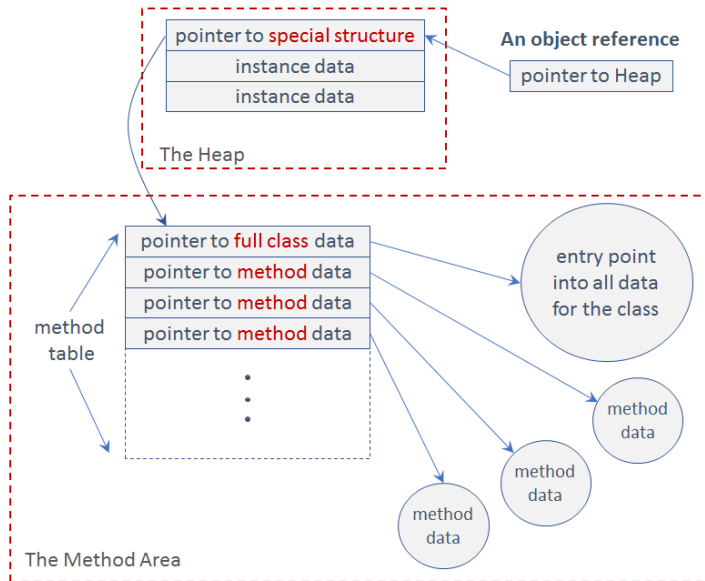 pointer to special structure
instance data
instance data
An object reference
pointer to Heap
The Heap
pointer to full class data
pointer to method data
pointer to method data
pointer to method data
method
table
entry point
into all data
for the class
method
data
method
data
method
data
The Method Area